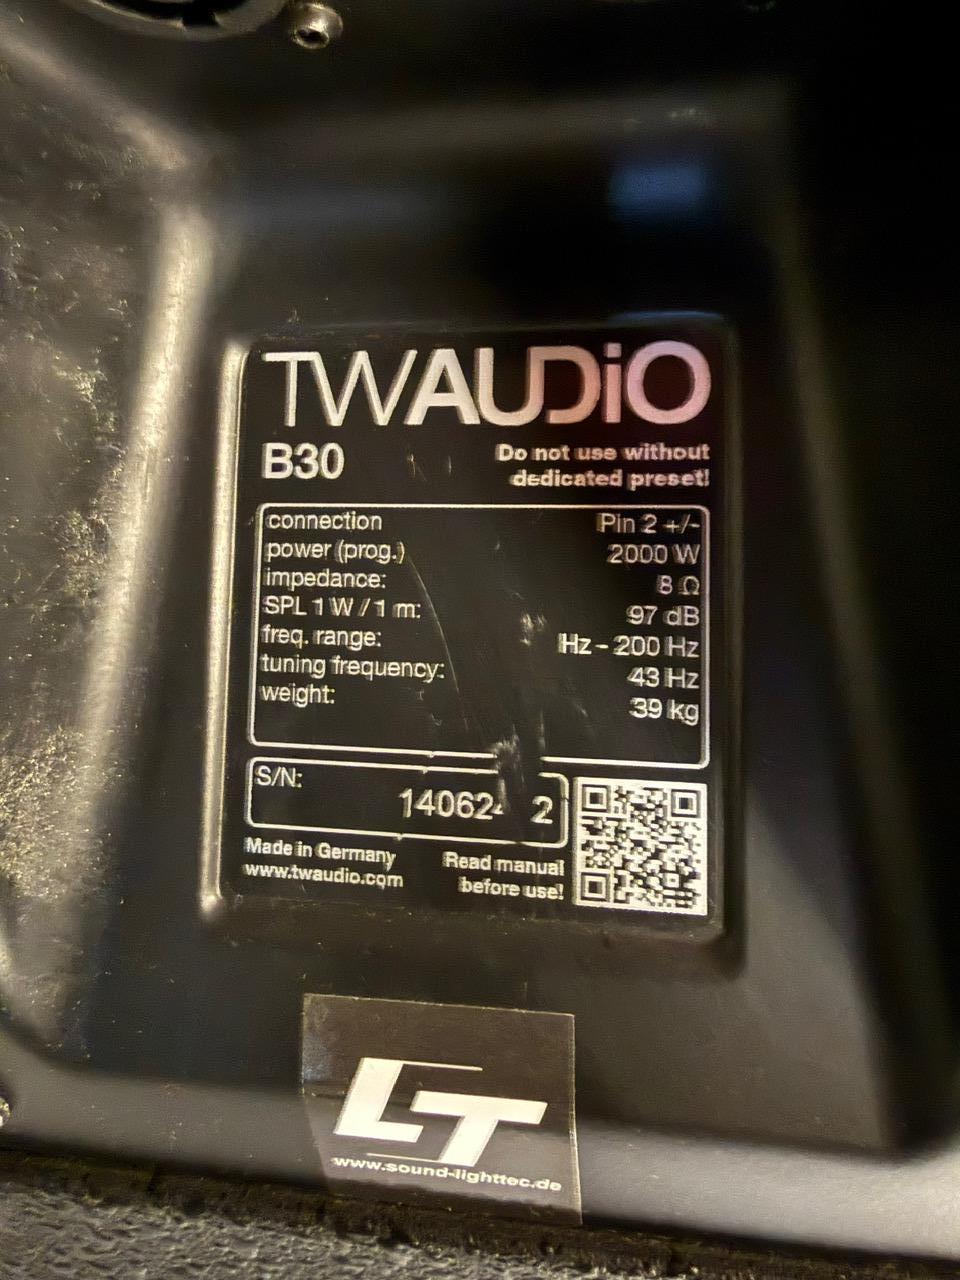 TWAUDiO
B30
Do not use without
dedicated preset!
connection Pin 2 +/-
power (prog.) 2000 W
impedance: 8 Ω
SPL 1 W / 1 m: 97 dB
freq. range: Hz - 200 Hz
tuning frequency: 43 Hz
weight: 39 kg
S/N:
14062 2
Made in Germany
www.twaudio.com
Read manual
before use!
LT
www.sound-lighttec.de